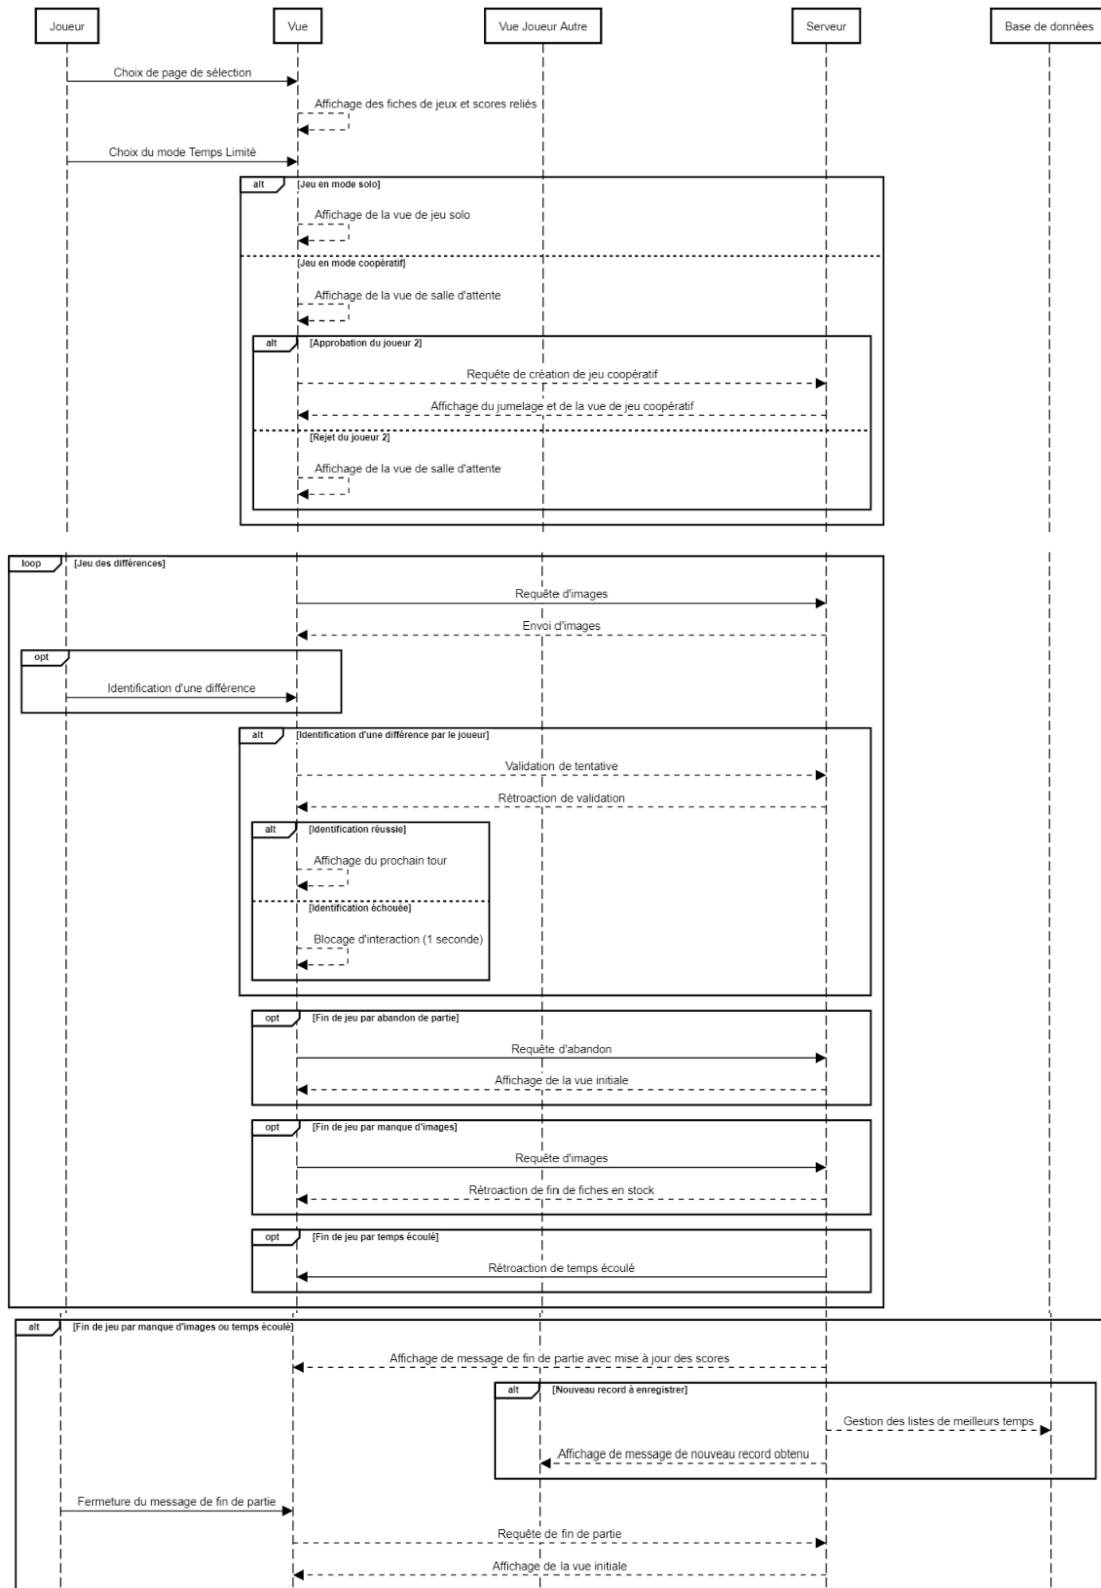 Joueur
Vue
Vue Joueur Autre
Serveur
Base de données
Choix de page de sélection
Affichage des fiches de jeux et scores reliés
Choix du mode Temps Limité
alt
[Jeu en mode solo]
Affichage de la vue de jeu solo
[Jeu en mode coopératif]
Affichage de la vue de salle d'attente
alt
[Approbation du joueur 2]
Requête de création de jeu coopératif
Affichage du jumelage et de la vue de jeu coopératif
[Rejet du joueur 2]
Affichage de la vue de salle d'attente
loop
[Jeu des différences]
Requête d'images
Envoi d'images
opt
Identification d'une différence
alt
[Identification d'une différence par le joueur]
Validation de tentative
Rétroaction de validation
alt
[Identification réussie]
Affichage du prochain tour
[Identification échouée]
Blocage d'interaction (1 seconde)
opt
[Fin de jeu par abandon de partie]
Requête d'abandon
Affichage de la vue initiale
opt
[Fin de jeu par manque d'images]
Requête d'images
Rétroaction de fin de fiches en stock
opt
[Fin de jeu par temps écoulé]
Rétroaction de temps écoulé
alt
[Fin de jeu par manque d'images ou temps écoulé]
Affichage de message de fin de partie avec mise à jour des scores
alt
[Nouveau record à enregistrer]
Gestion des listes de meilleurs temps
Affichage de message de nouveau record obtenu
Fermeture du message de fin de partie
Requête de fin de partie
Affichage de la vue initiale